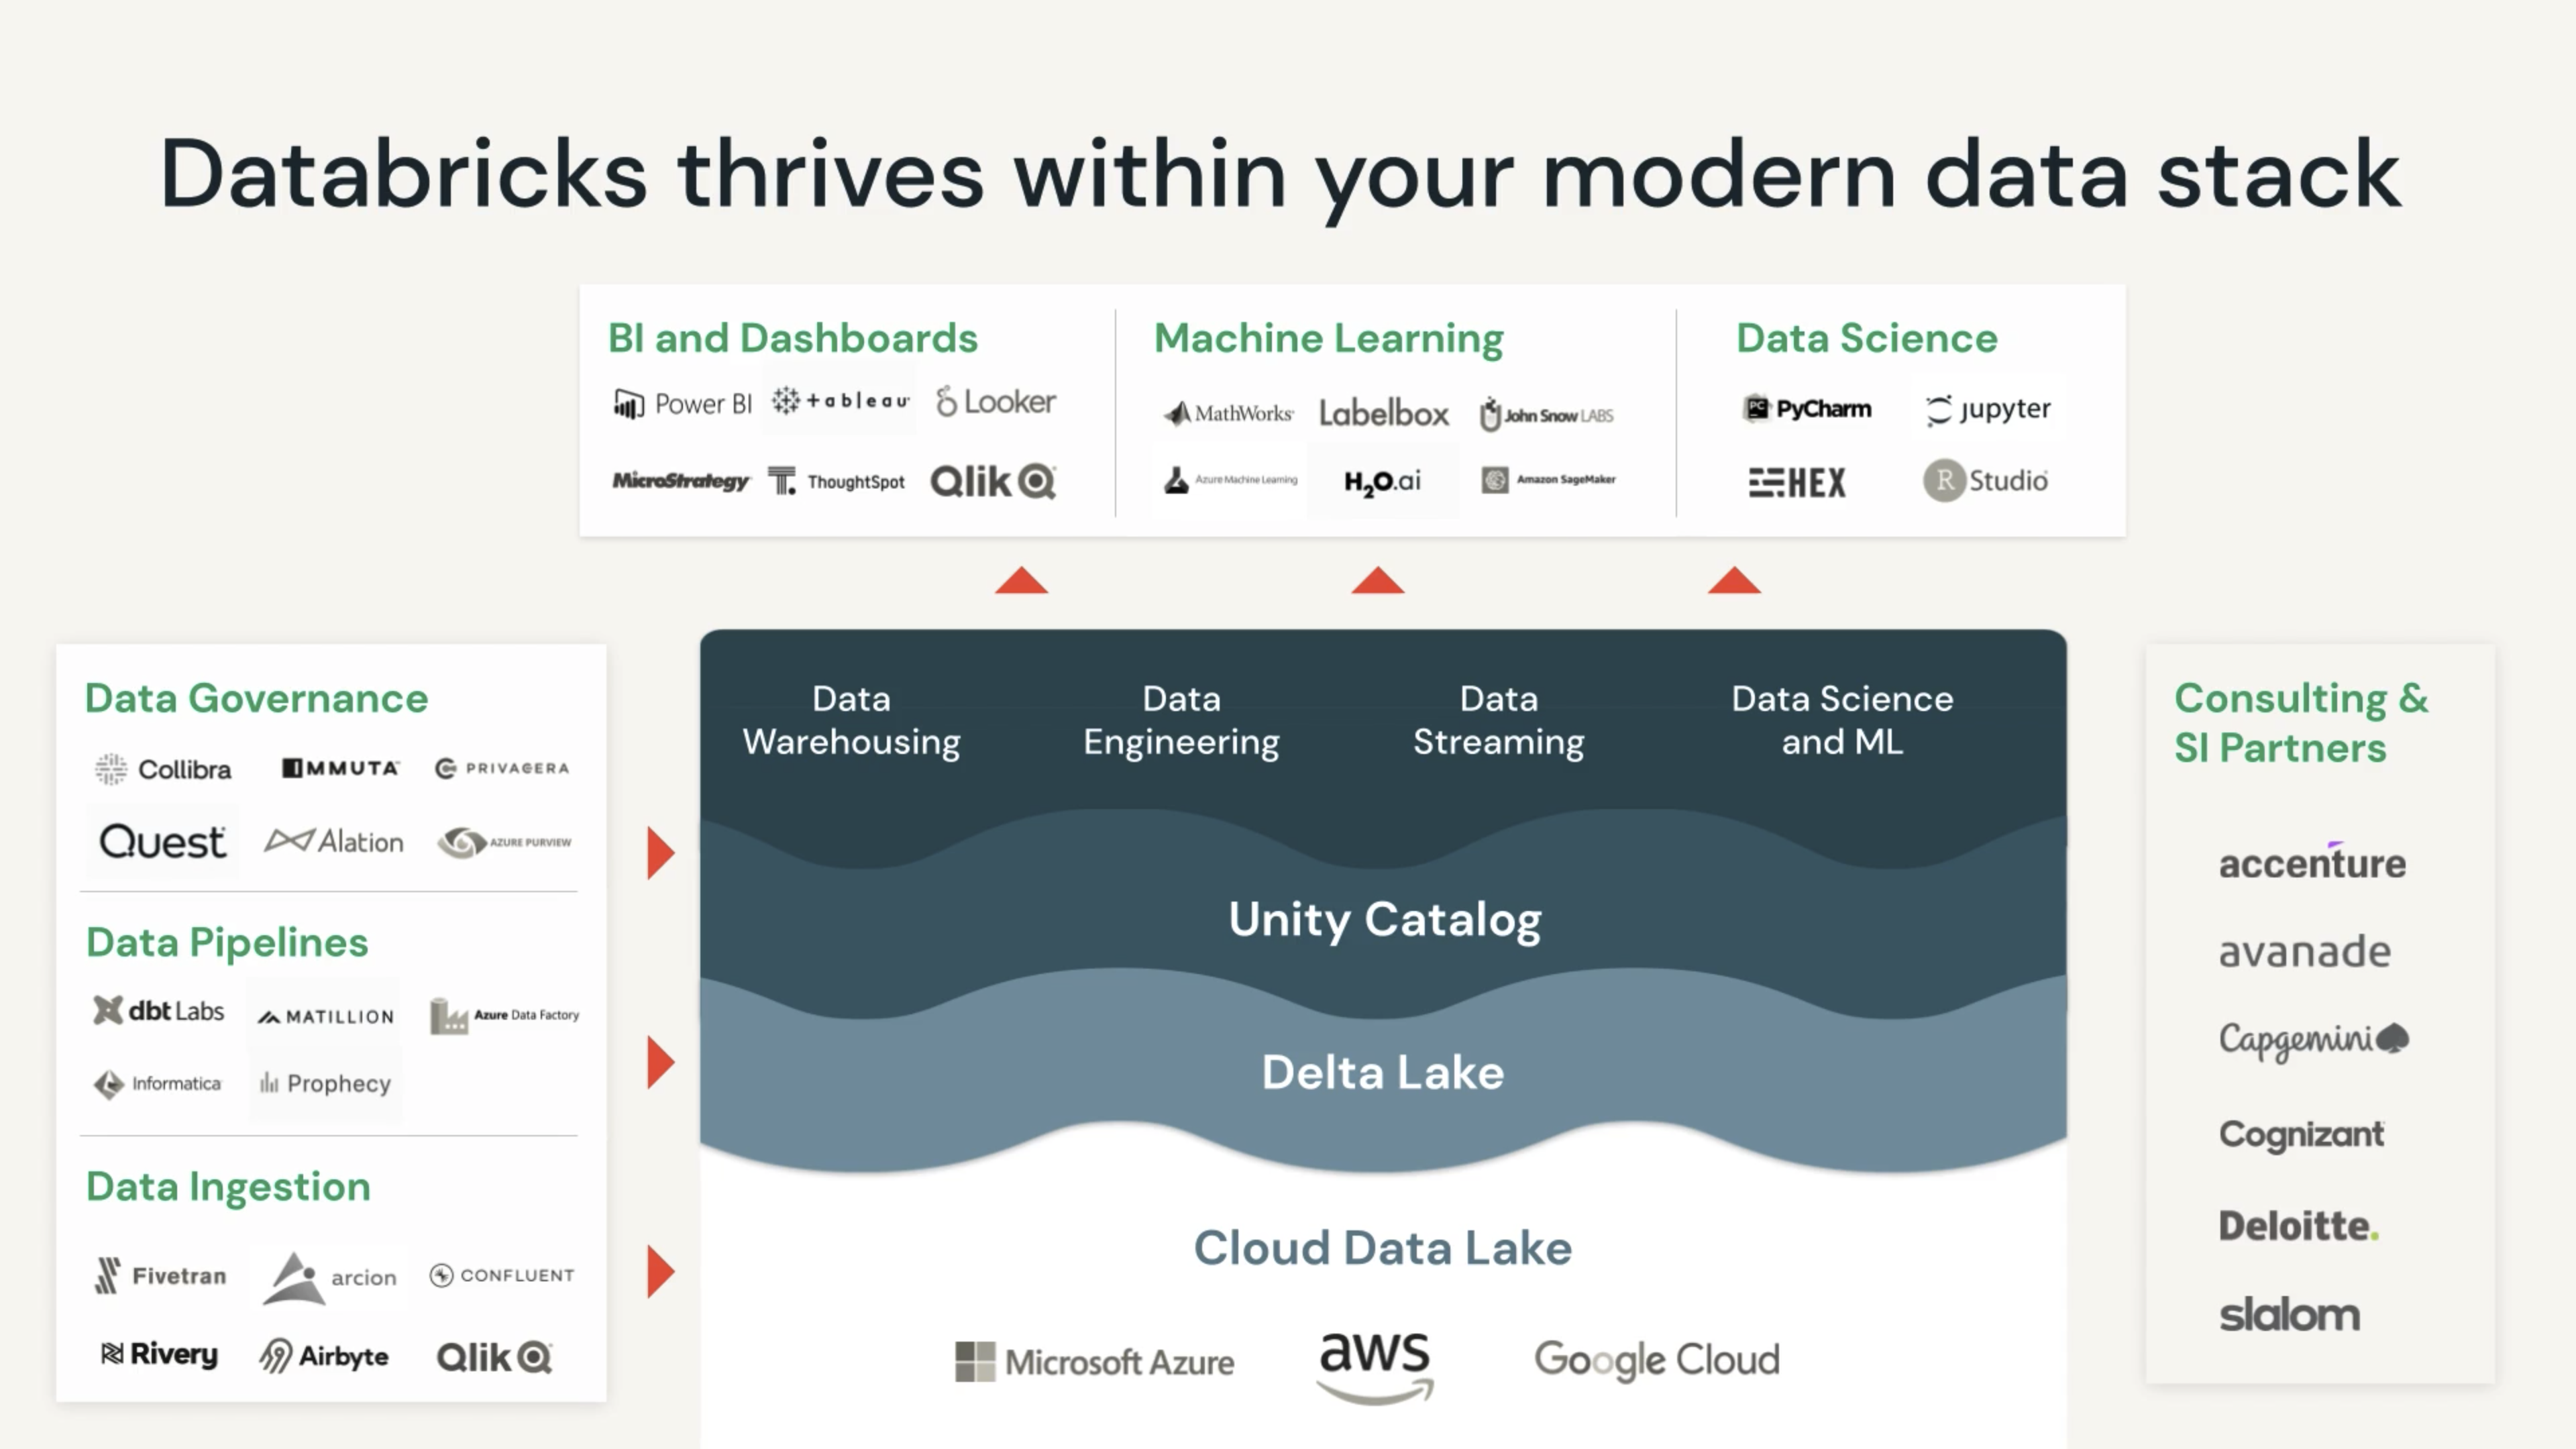 Databricks thrives within your modern data stack
BI and Dashboards
Power BI
+ableau
Looker
MicroStrategy
ThoughtSpot
Qlik
Machine Learning
MathWorks
Labelbox
John Snow LABS
Azure Machine Learning
H₂O.ai
Amazon SageMaker
Data Science
PC
PyCharm
jupyter
HEX
R Studio
Data Governance
Collibra
IMMUTA
PRIVACERA
Quest
Alation
AZURE PURVIEW
Data Pipelines
dbt Labs
MATILLION
Azure Data Factory
Informatica
Prophecy
Data Ingestion
Fivetran
arcion
CONFLUENT
Rivery
Airbyte
Qlik
Data
Warehousing
Data
Engineering
Data
Streaming
Data Science
and ML
Unity Catalog
Delta Lake
Cloud Data Lake
Microsoft Azure
aws
Google Cloud
Consulting &
SI Partners
accenture
avanade
Capgemini
Cognizant
Deloitte.
slalom